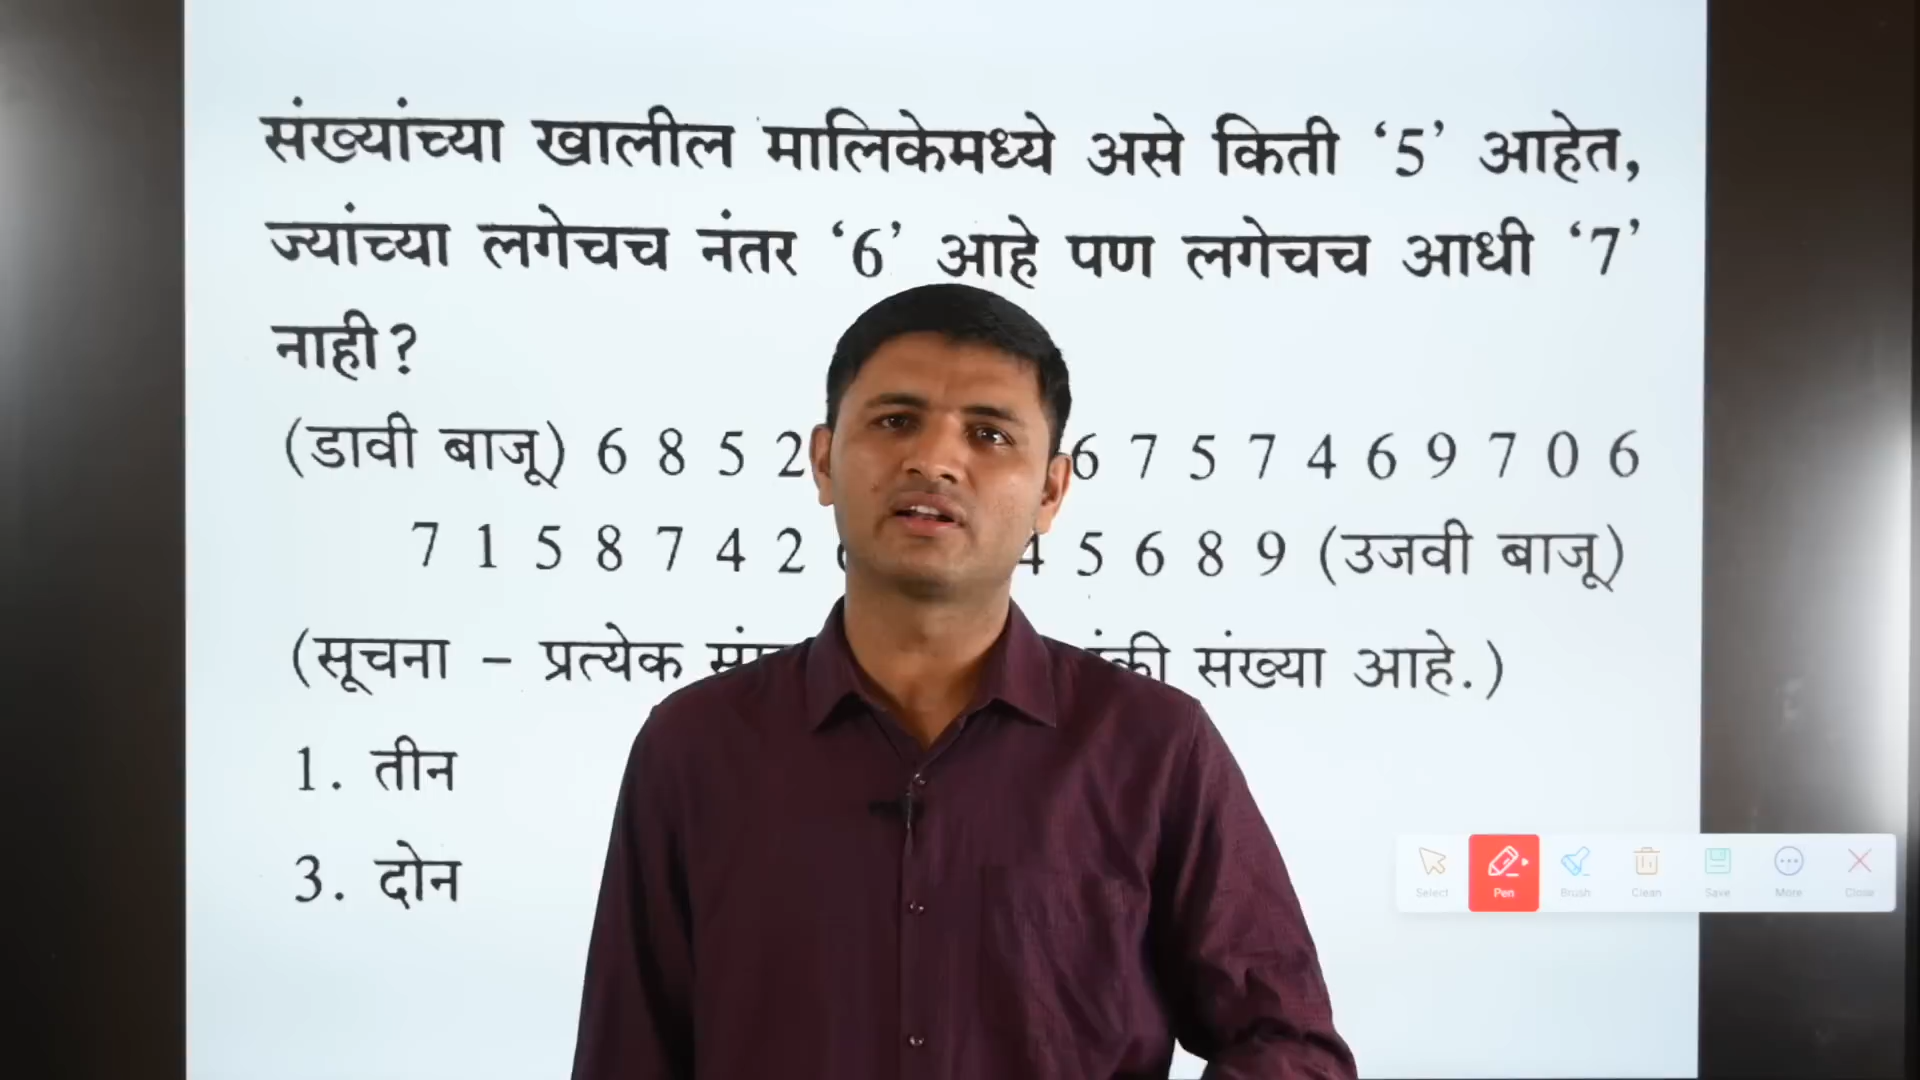 संख्यांच्या खालील मालिकेमध्ये असे किती ‘5’ आहेत,
ज्यांच्या लगेचच नंतर ‘6’ आहे पण लगेचच आधी ‘7’
नाही?
(डावी बाजू) 6 8 5 2 6 7 5 7 4 6 9 7 0 6
7 1 5 8 7 4 2 4 5 6 8 9 (उजवी बाजू)
(सूचना – प्रत्येक संख्या आहे.)
1. तीन
3. दोन
Select Pen Brush Clean Save More Close